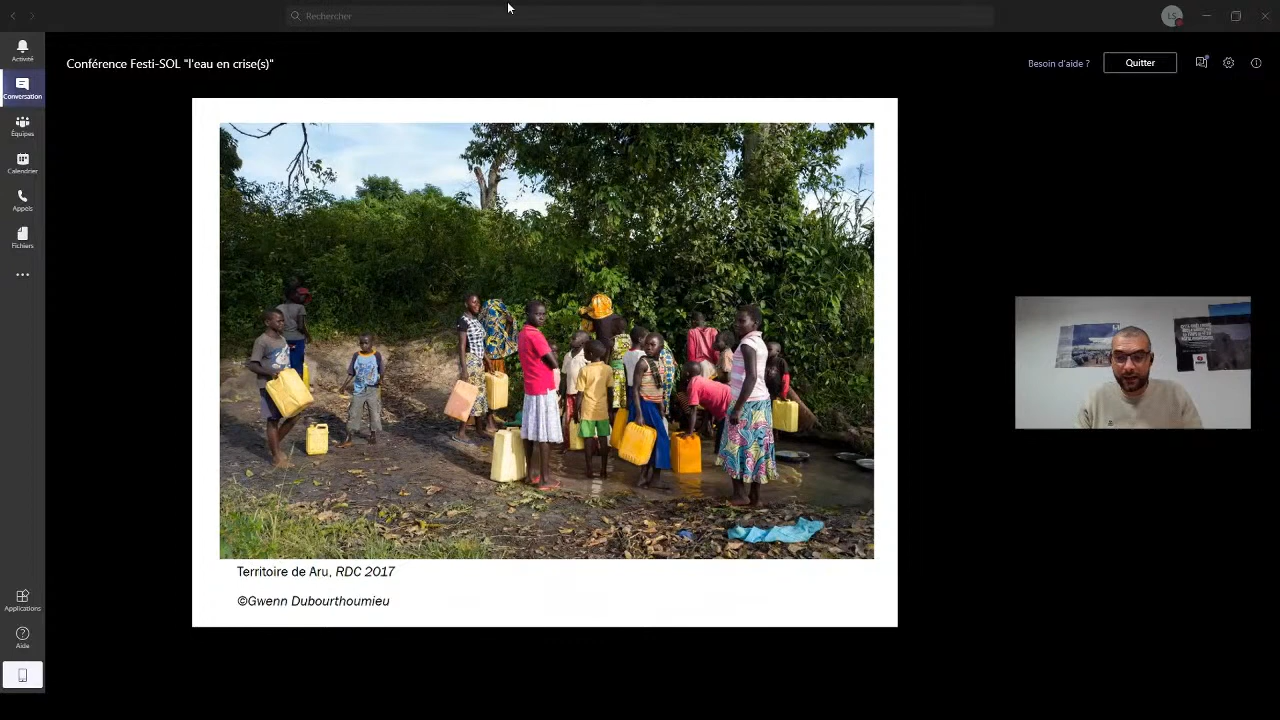 Rechercher
LS
Activité
Conférence Festi-SOL "l'eau en crise(s)"
Besoin d'aide ?
Quitter
Conversation
Équipes
Calendrier
Appels
Fichiers
Territoire de Aru, RDC 2017
©Gwenn Dubourthoumieu
Applications
Aide